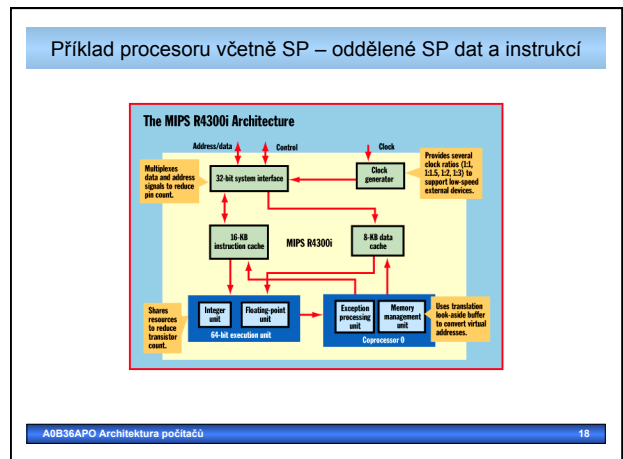 Příklad procesoru včetně SP – oddělené SP dat a instrukcí
The MIPS R4300i Architecture
Address/data
Control
Clock
Multiplexes
data and address
signals to reduce
pin count.
32-bit system interface
Clock
generator
Provides several
clock ratios (1:1,
1:1.5, 1:2, 1:3) to
support low-speed
external devices.
16-KB
instruction cache
MIPS R4300i
8-KB data
cache
Shares
resources
to reduce
transistor
count.
Integer
unit
Floating-point
unit
64-bit execution unit
Exception
processing
unit
Memory
management
unit
Coprocessor 0
Uses translation
look-aside buffer
to convert virtual
addresses.
A0B36APO Architektura počítačů
18